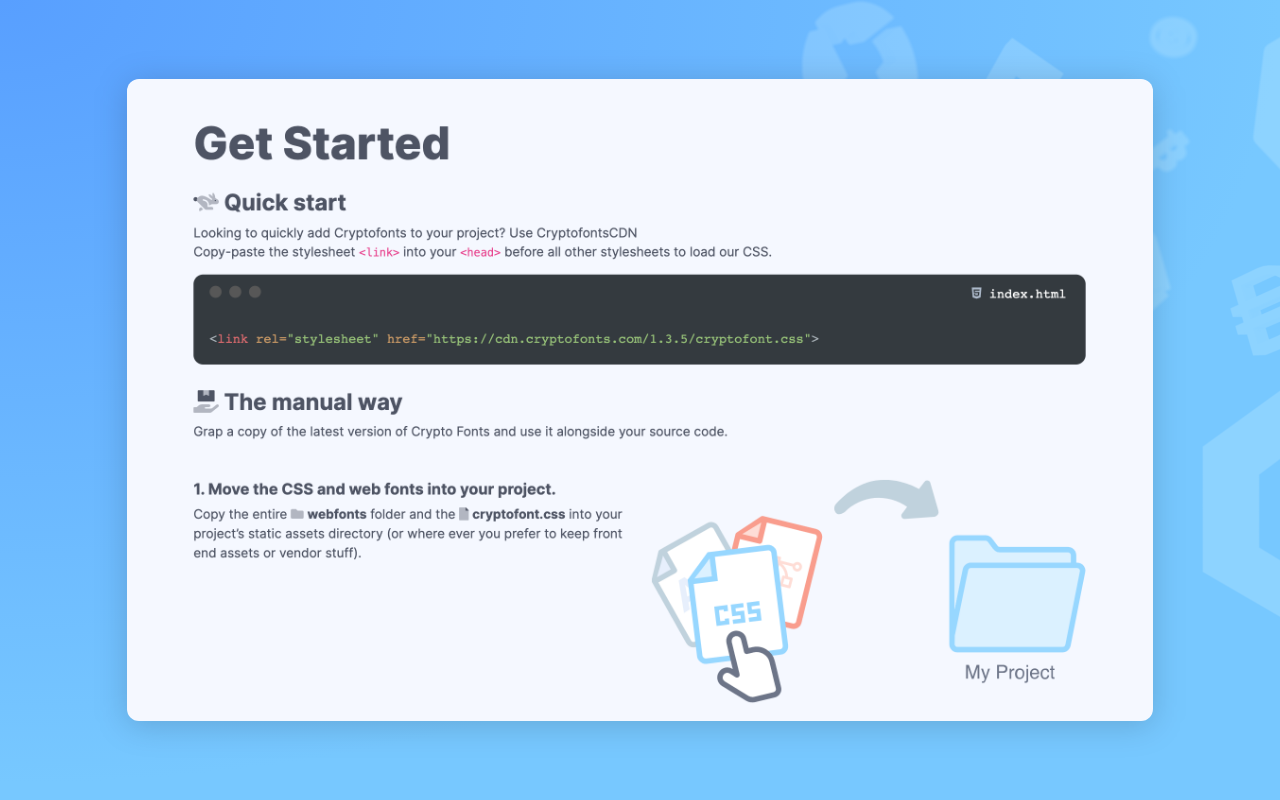 Get Started
Quick start
Looking to quickly add Cryptofonts to your project? Use CryptofontsCDN
Copy-paste the stylesheet <link> into your <head> before all other stylesheets to load our CSS.
index.html
<link rel="stylesheet" href="https://cdn.cryptofonts.com/1.3.5/cryptofont.css">
The manual way
Grap a copy of the latest version of Crypto Fonts and use it alongside your source code.
1. Move the CSS and web fonts into your project.
Copy the entire webfonts folder and the cryptofont.css into your
project’s static assets directory (or where ever you prefer to keep front
end assets or vendor stuff).
CSS
My Project